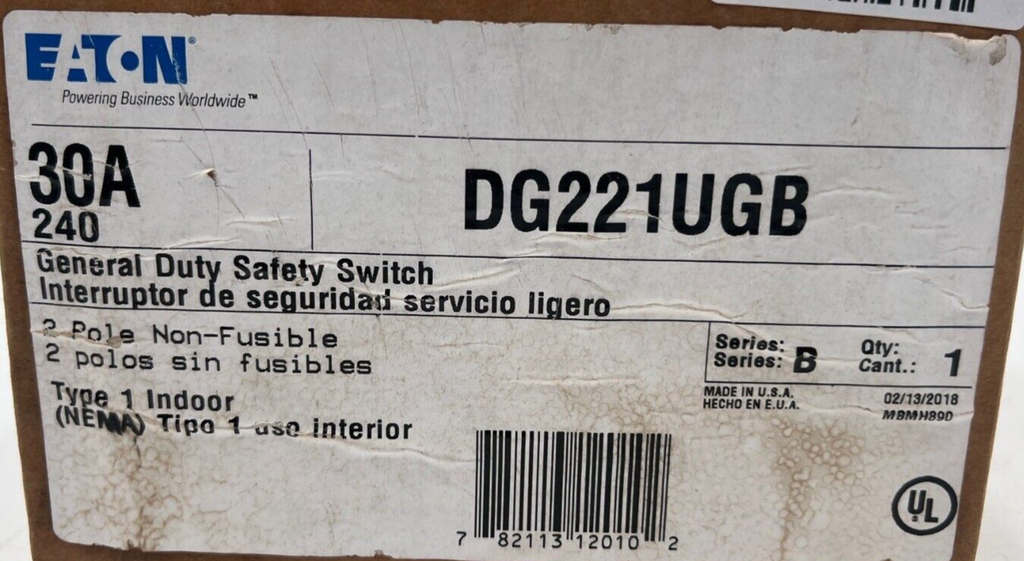 EATON®
Powering Business Worldwide™
30A
240
DG221UGB
General Duty Safety Switch
Interruptor de seguridad servicio ligero
2 Pole Non-Fusible
2 polos sin fusibles
Type 1 Indoor
(NEMA) Tipo 1 uso interior
Series: B
Series:
Qty: 1
Cant.:
MADE IN U.S.A.
HECHO EN E.U.A.
02/13/2018
MBMH89D
7 82113 12010 2
UL